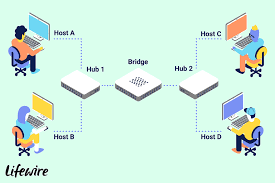 Host A
Host C
Bridge
Hub 1
Hub 2
Host B
Host D
Lifewire